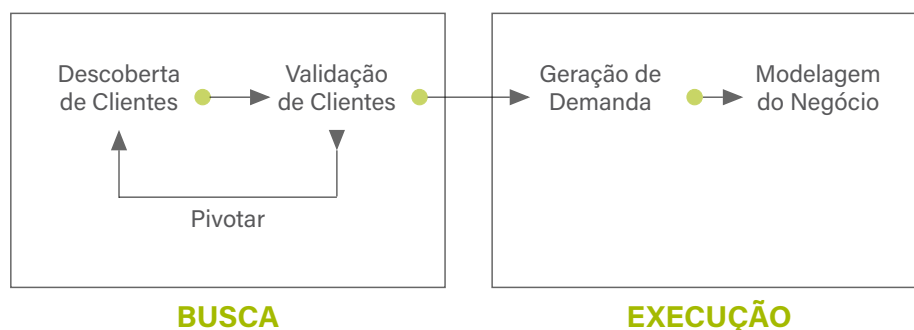 Descoberta
de Clientes
Validação
de Clientes
Pivotar
BUSCA
Geração de
Demanda
Modelagem
do Negócio
EXECUÇÃO